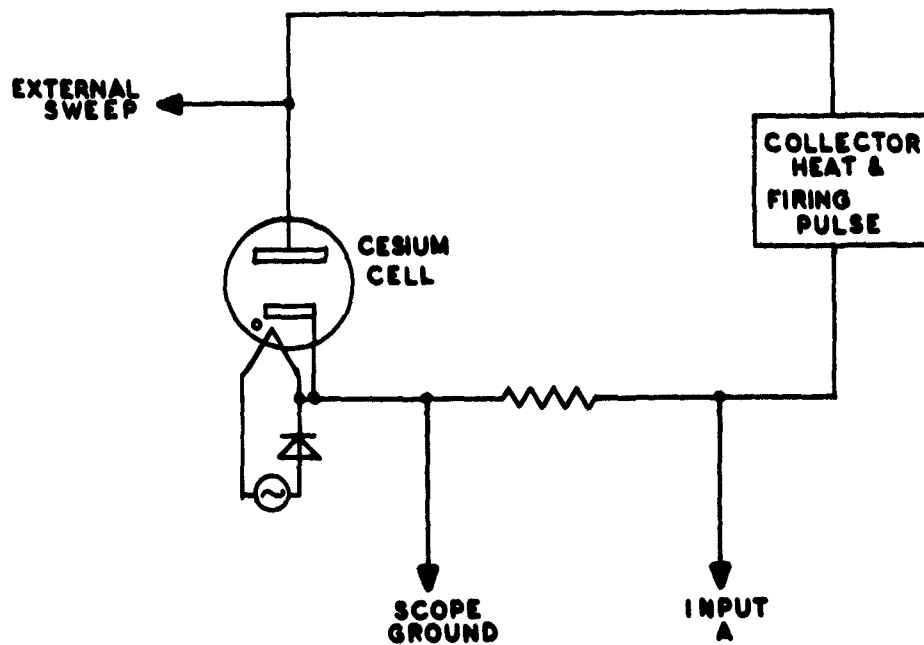 EXTERNAL
SWEEP
COLLECTOR
HEAT &
FIRING
PULSE
CESIUM
CELL
SCOPE
GROUND
INPUT
A